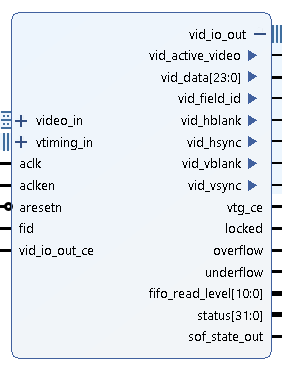 vid_io_out
vid_active_video
vid_data[23:0]
vid_field_id
video_in
vid_hblank
vtiming_in
vid_hsync
aclk
vid_vblank
aclken
vid_vsync
aresetn
vtg_ce
fid
locked
vid_io_out_ce
overflow
underflow
fifo_read_level[10:0]
status[31:0]
sof_state_out